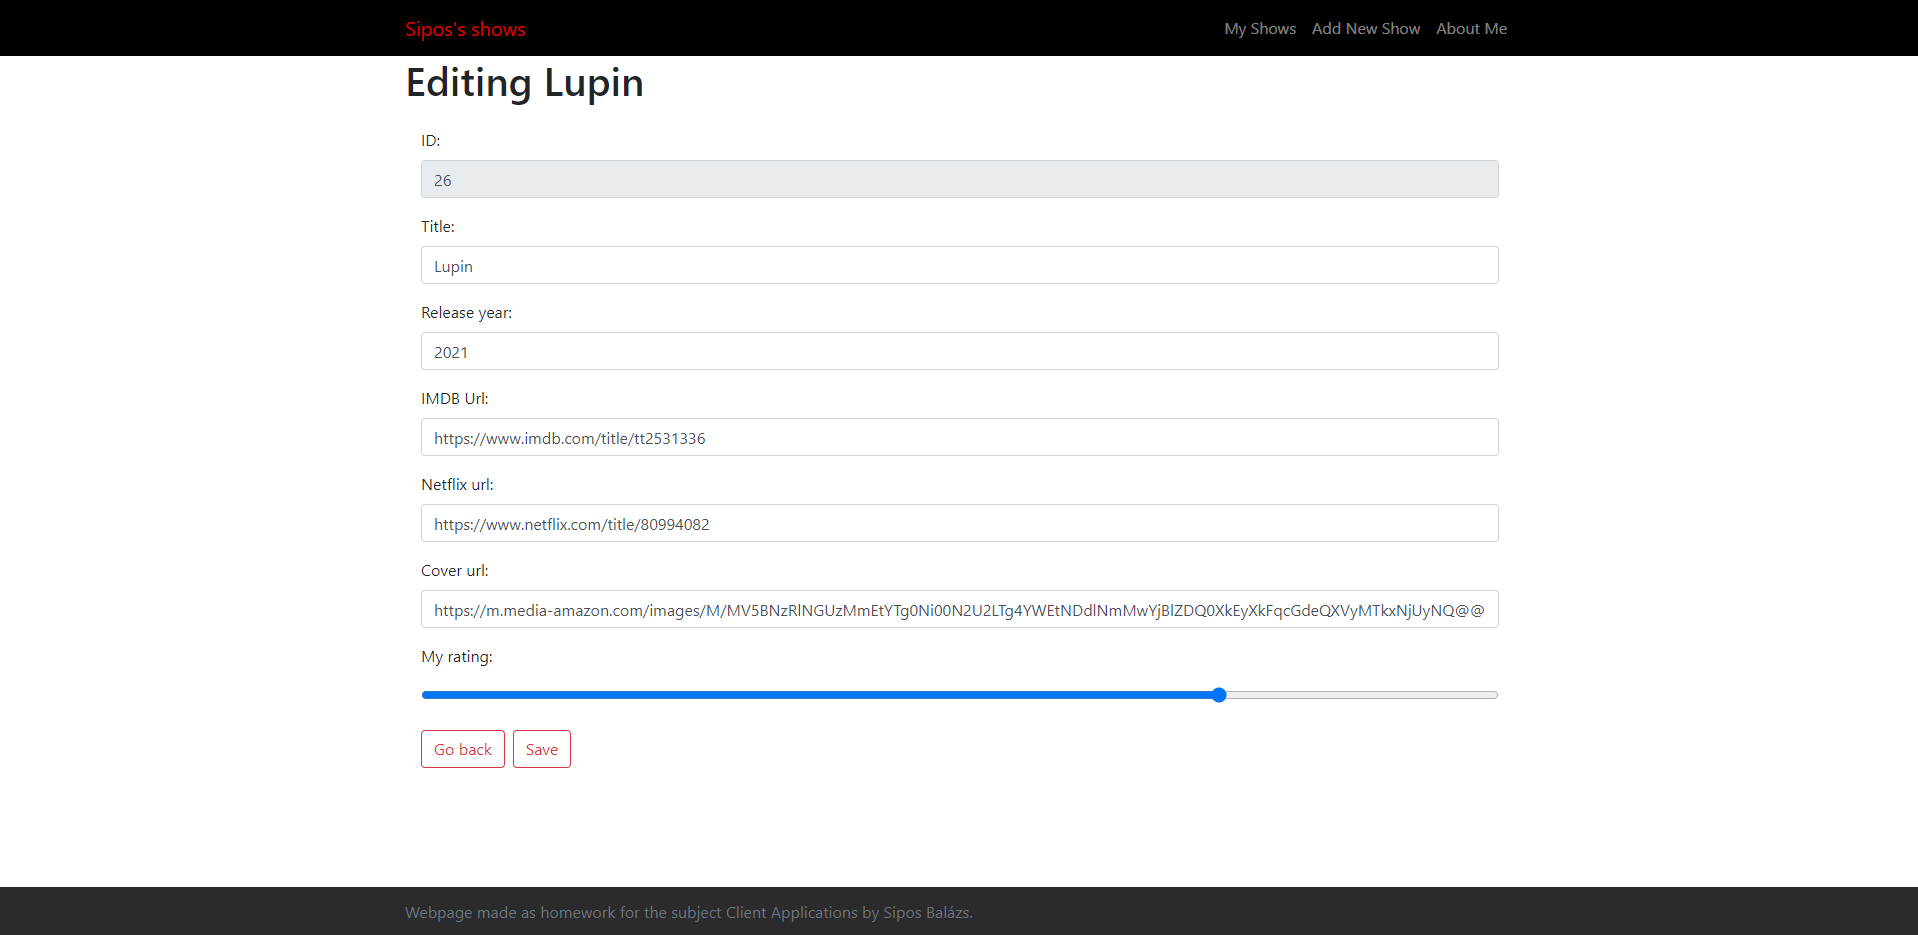 Sipos's shows My Shows Add New Show About Me
Editing Lupin
ID:
26
Title:
Lupin
Release year:
2021
IMDB Url:
https://www.imdb.com/title/tt2531336
Netflix url:
https://www.netflix.com/title/80994082
Cover url:
https://m.media-amazon.com/images/M/MV5BNzRlNGUzMmEtYTg0Ni00N2U2LTg4YWEtNDdlNmMwYjBlZDQ0XkEyXkFqcGdeQXVyMTkxNjUyNQ@@
My rating:
Go back Save
Webpage made as homework for the subject Client Applications by Sipos Balázs.